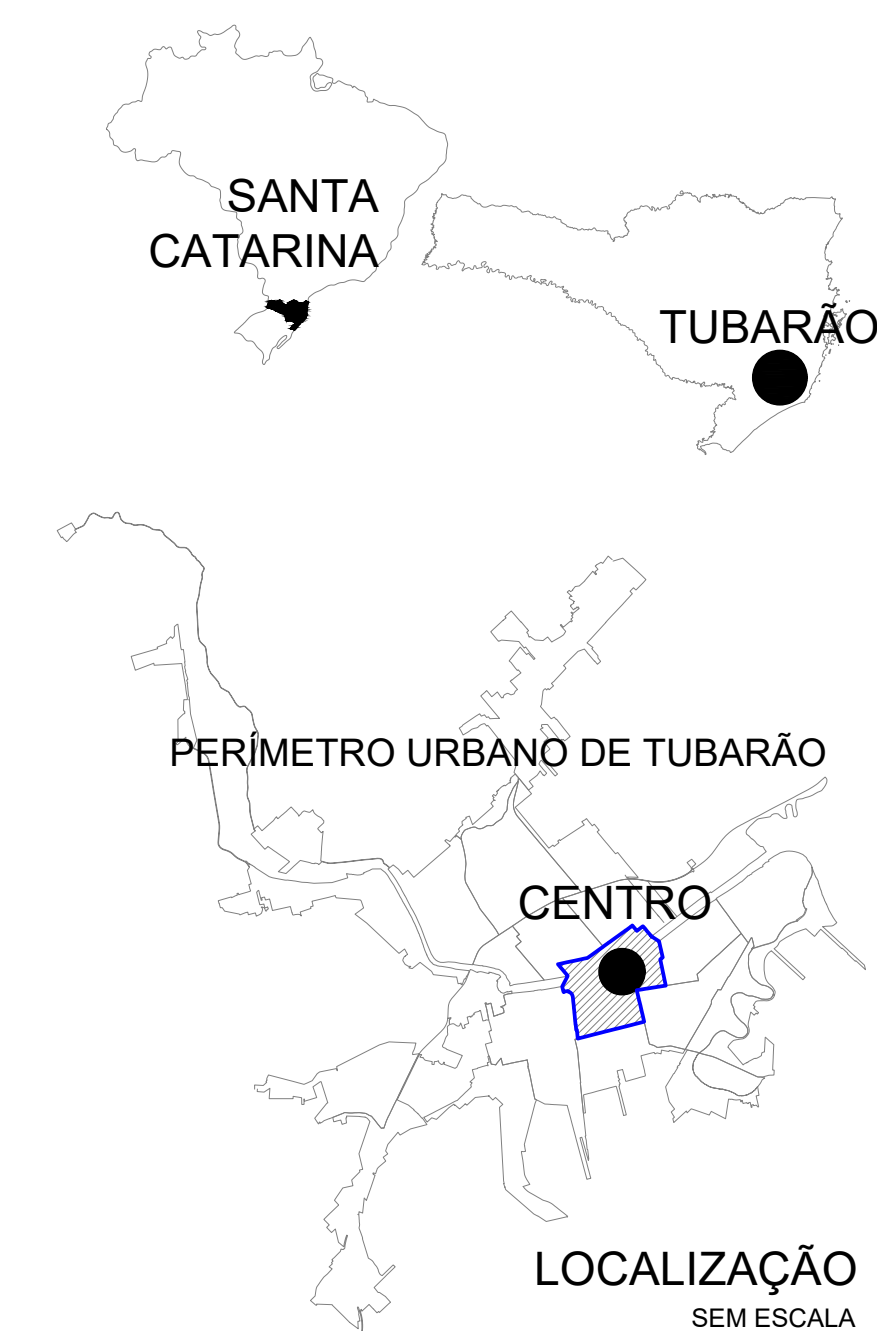 SANTA
CATARINA
TUBARÃO
PERÍMETRO URBANO DE TUBARÃO
CENTRO
LOCALIZAÇÃO
SEM ESCALA